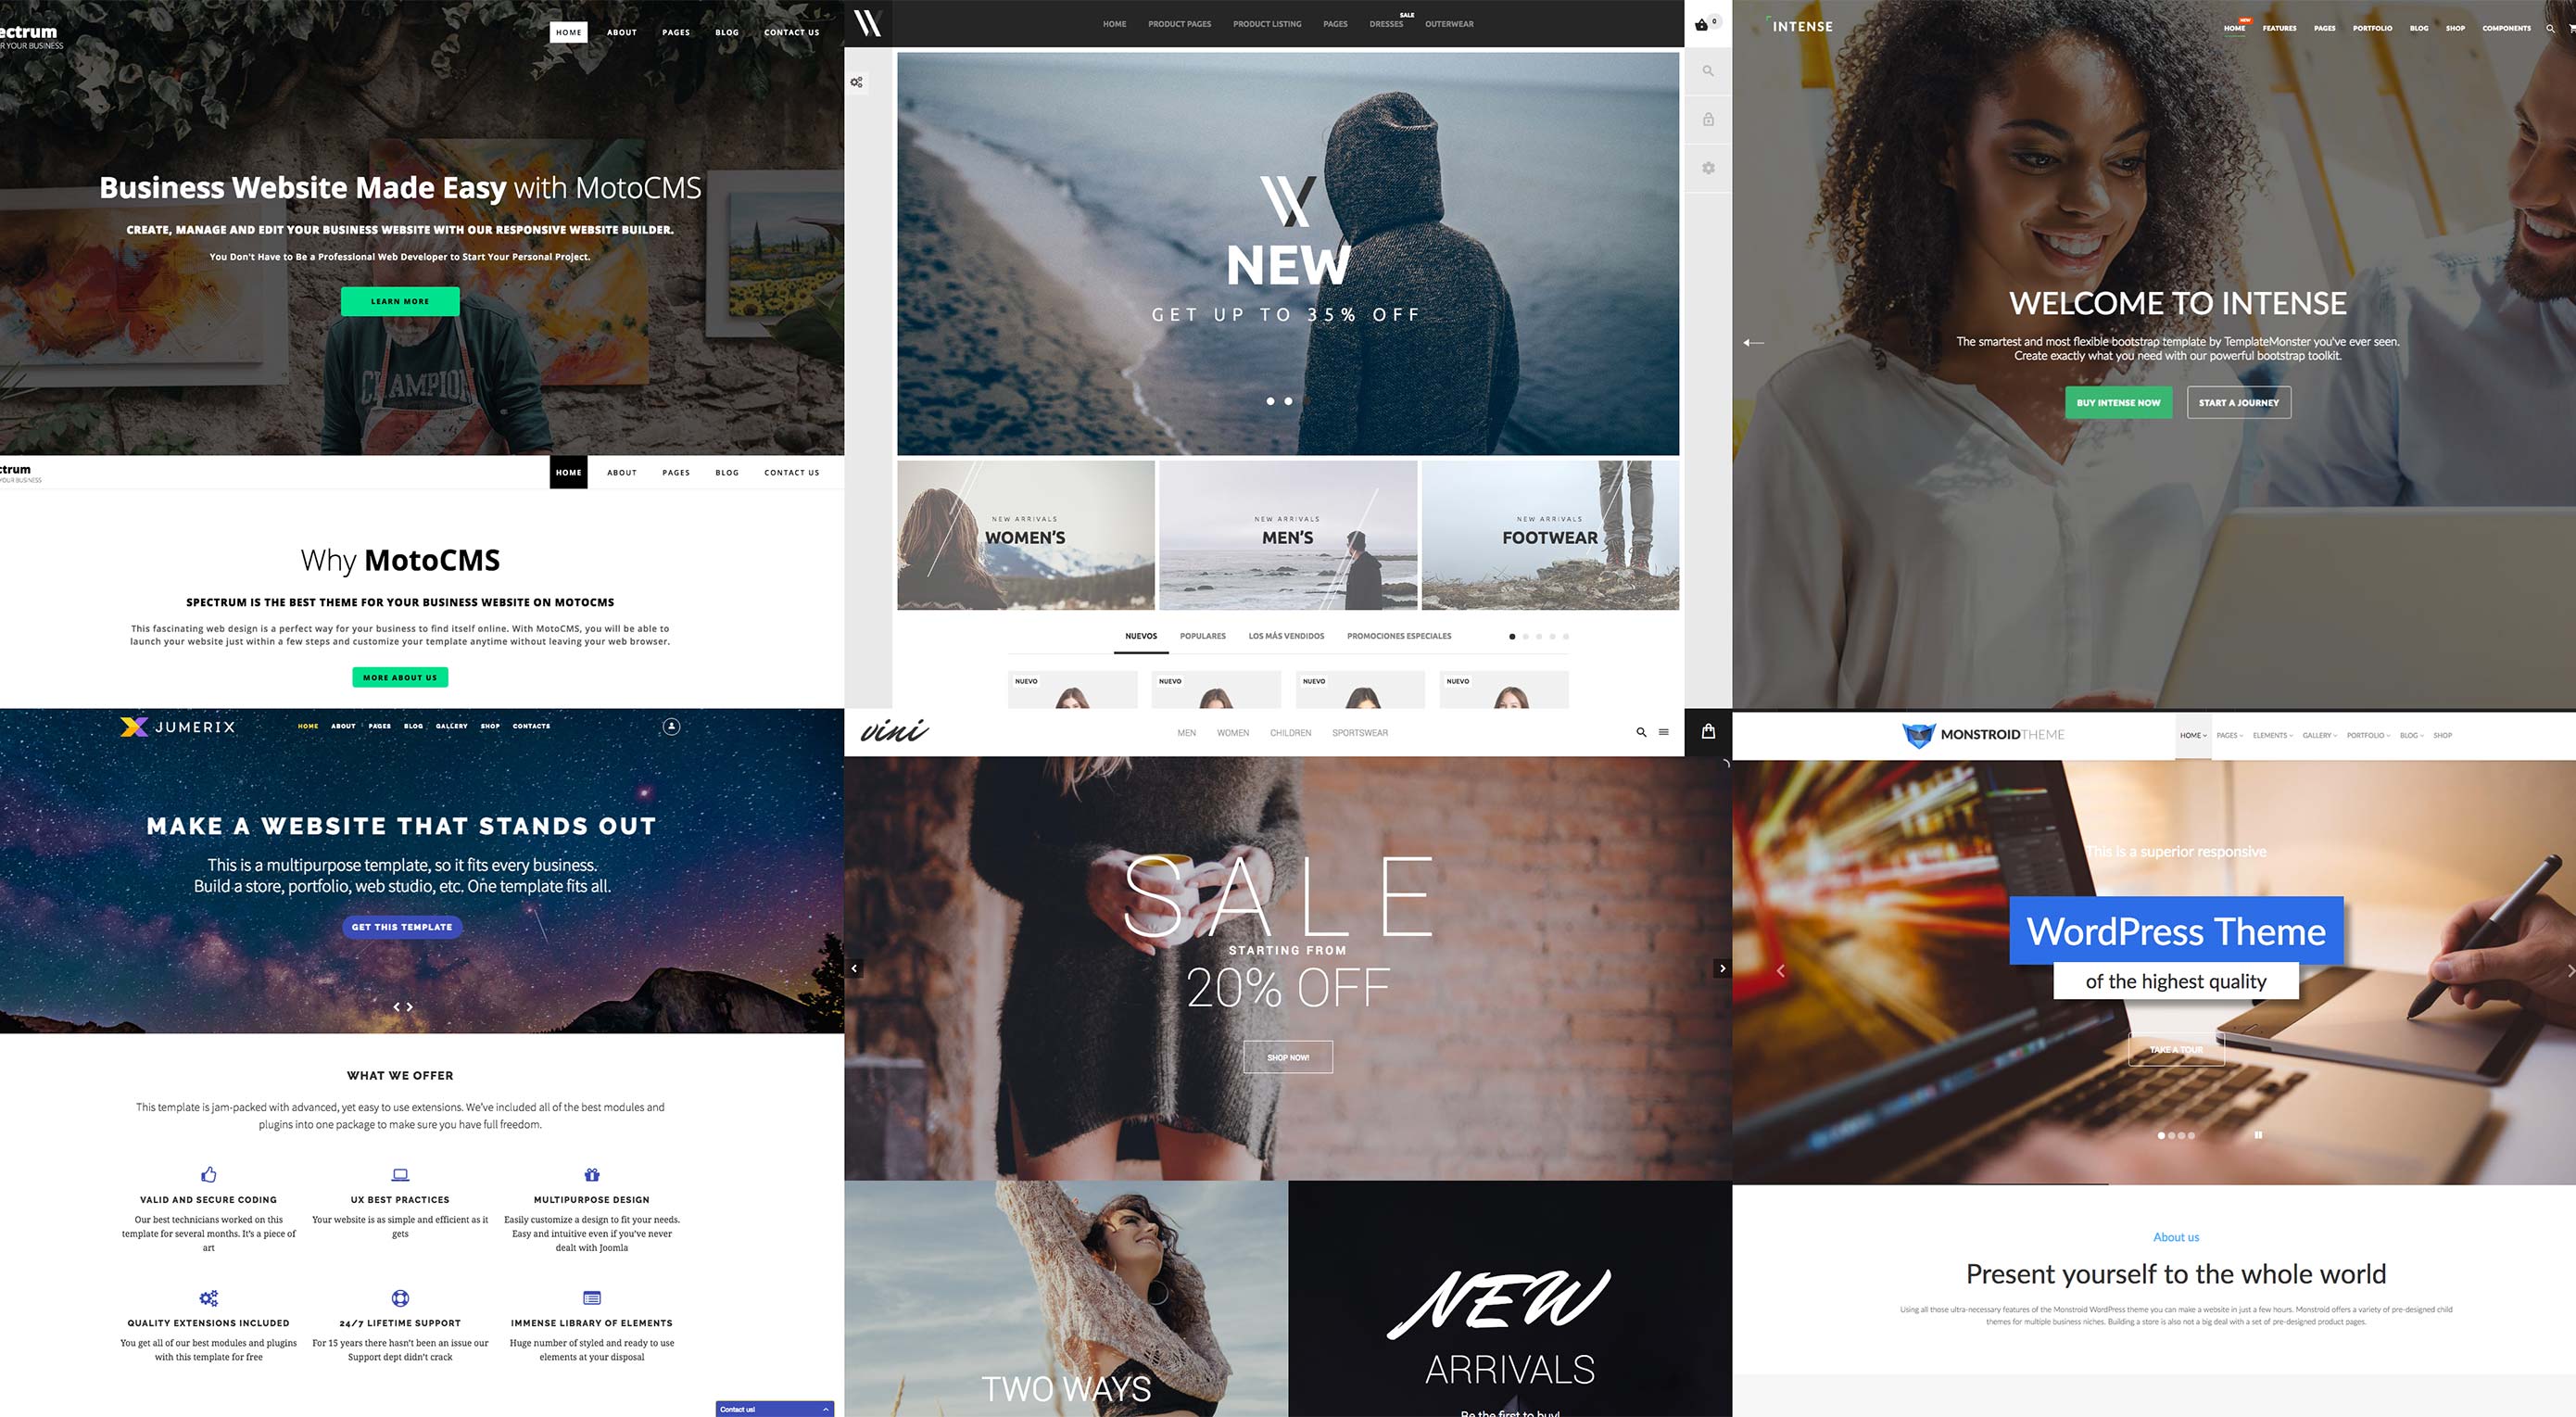 ectrum
R YOUR BUSINESS
HOME ABOUT PAGES BLOG CONTACT US
Business Website Made Easy with MotoCMS
CREATE, MANAGE AND EDIT YOUR BUSINESS WEBSITE WITH OUR RESPONSIVE WEBSITE BUILDER.
You Don't Have to Be a Professional Web Developer to Start Your Personal Project.
LEARN MORE
CHAMPION
ctrum
YOUR BUSINESS
HOME ABOUT PAGES BLOG CONTACT US
Why MotoCMS
SPECTRUM IS THE BEST THEME FOR YOUR BUSINESS WEBSITE ON MOTOCMS
This fascinating web design is a perfect way for your business to find itself online. With MotoCMS, you will be able to
launch your website just within a few steps and customize your template anytime without leaving your web browser.
MORE ABOUT US
HOME PRODUCT PAGES PRODUCT LISTING PAGES DRESSES SALE OUTERWEAR
0
NEW
GET UP TO 35% OFF
NEW ARRIVALS
WOMEN'S
NEW ARRIVALS
MEN'S
NEW ARRIVALS
FOOTWEAR
NUEVOS POPULARES LOS MÁS VENDIDOS PROMOCIONES ESPECIALES
NUEVO NUEVO NUEVO NUEVO
INTENSE
NEW
HOME FEATURES PAGES PORTFOLIO BLOG SHOP COMPONENTS
WELCOME TO INTENSE
The smartest and most flexible bootstrap template by TemplateMonster you've ever seen.
Create exactly what you need with our powerful bootstrap toolkit.
BUY INTENSE NOW START A JOURNEY
JUMERIX
HOME ABOUT PAGES BLOG GALLERY SHOP CONTACTS
MAKE A WEBSITE THAT STANDS OUT
This is a multipurpose template, so it fits every business.
Build a store, portfolio, web studio, etc. One template fits all.
GET THIS TEMPLATE
WHAT WE OFFER
This template is jam-packed with advanced, yet easy to use extensions. We've included all of the best modules and
plugins into one package to make sure you have full freedom.
VALID AND SECURE CODING
Our best technicians worked on this
template for several months. It's a piece of
art
UX BEST PRACTICES
Your website is as simple and efficient as it
gets
MULTIPURPOSE DESIGN
Easily customize a design to fit your needs.
Easy and intuitive even if you've never
dealt with Joomla
QUALITY EXTENSIONS INCLUDED
You get all of our best modules and plugins
with this template for free
24/7 LIFETIME SUPPORT
For 15 years there hasn't been an issue our
Support dept didn't crack
IMMENSE LIBRARY OF ELEMENTS
Huge number of styled and ready to use
elements at your disposal
Contact us!
vini
MEN WOMEN CHILDREN SPORTSWEAR
SALE
STARTING FROM
20% OFF
SHOP NOW!
TWO WAYS
NEW
ARRIVALS
Be the first to buy!
MONSTROIDTHEME
HOME PAGES ELEMENTS GALLERY PORTFOLIO BLOG SHOP
This is a superior responsive
WordPress Theme
of the highest quality
TAKE A TOUR
About us
Present yourself to the whole world
Using all those ultra-necessary features of the Monstroid WordPress theme you can make a website in just a few hours. Monstroid offers a variety of pre-designed child
themes for multiple business niches. Building a store is also not a big deal with a set of pre-designed product pages.